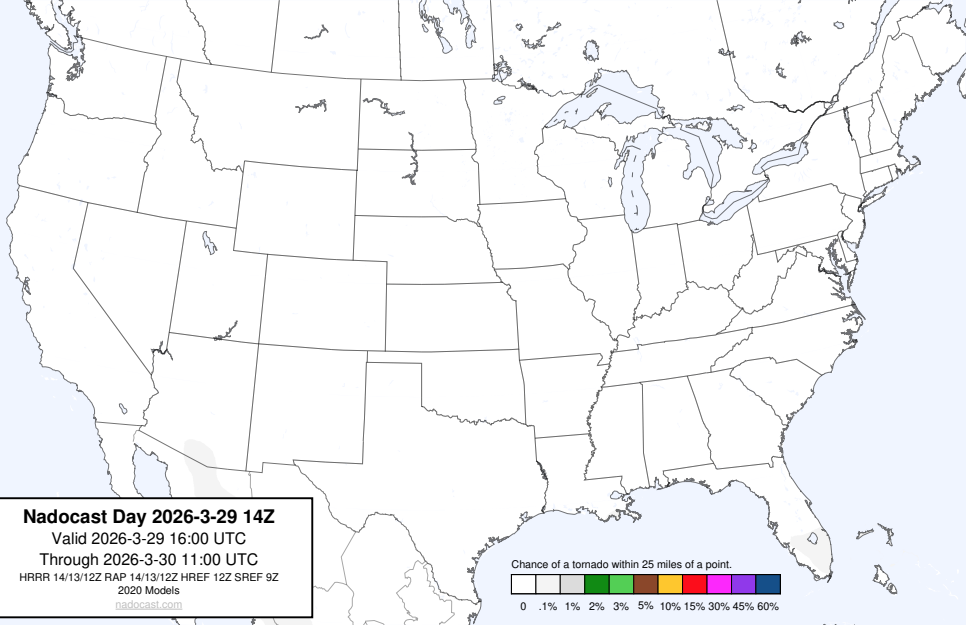 Nadocast Day 2026-3-29 14Z
Valid 2026-3-29 16:00 UTC
Through 2026-3-30 11:00 UTC
HRRR 14/13/12Z RAP 14/13/12Z HREF 12Z SREF 9Z
2020 Models
nadocast.com
Chance of a tornado within 25 miles of a point.
0 .1% 1% 2% 3% 5% 10% 15% 30% 45% 60%